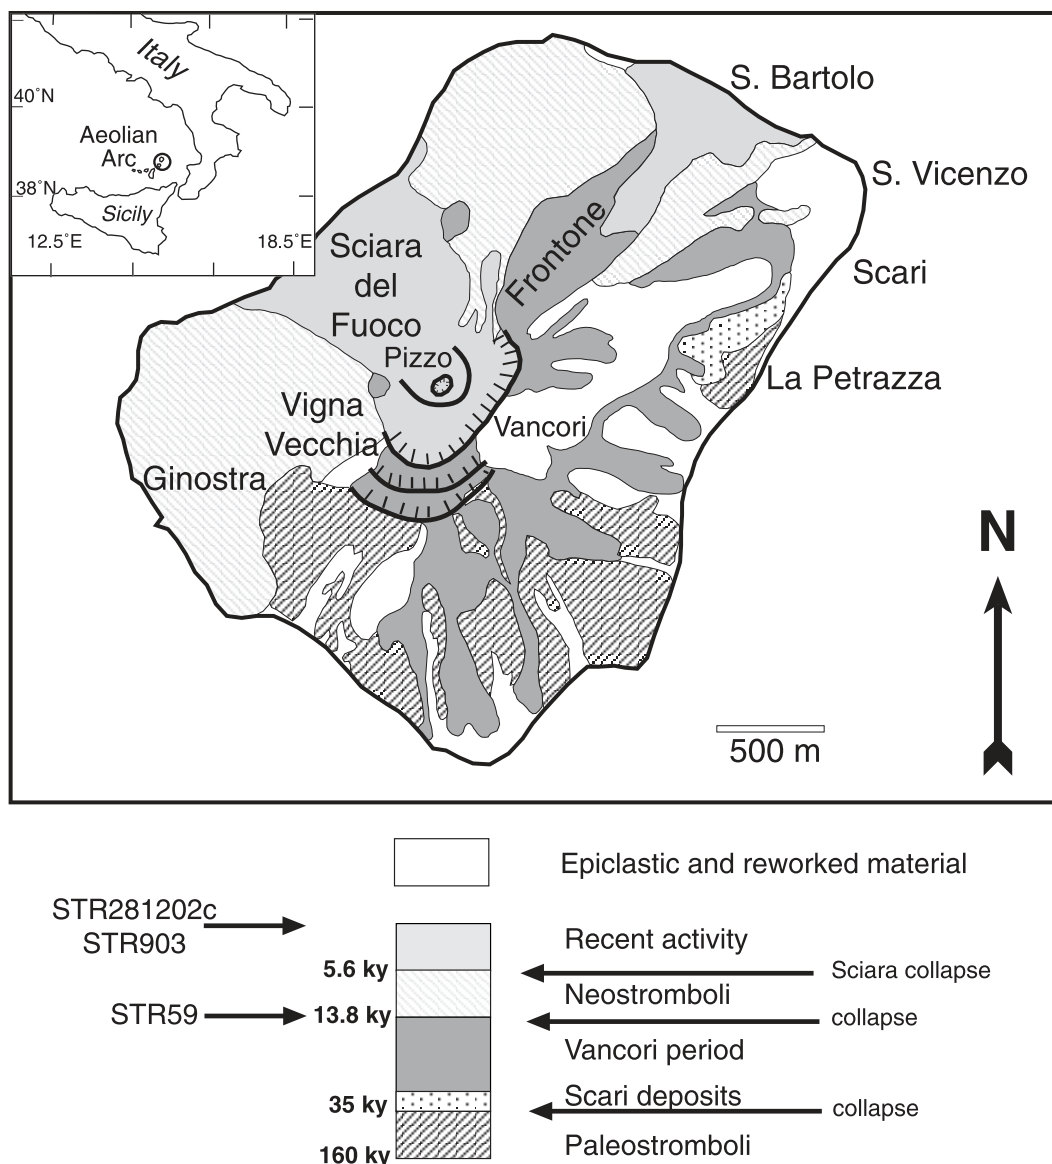 Italy
40°N
Aeolian
Arc
38°N
Sicily
12.5°E
18.5°E
S. Bartolo
S. Vicenzo
Scari
La Petrazza
Frontone
Sciara
del
Fuoco
Pizzo
Vigna
Vecchia
Vancori
Ginostra
N
500 m
Epiclastic and reworked material
STR281202c
STR903
Recent activity
5.6 ky
Sciara collapse
Neostromboli
STR59
13.8 ky
collapse
Vancori period
Scari deposits
35 ky
collapse
Paleostromboli
160 ky